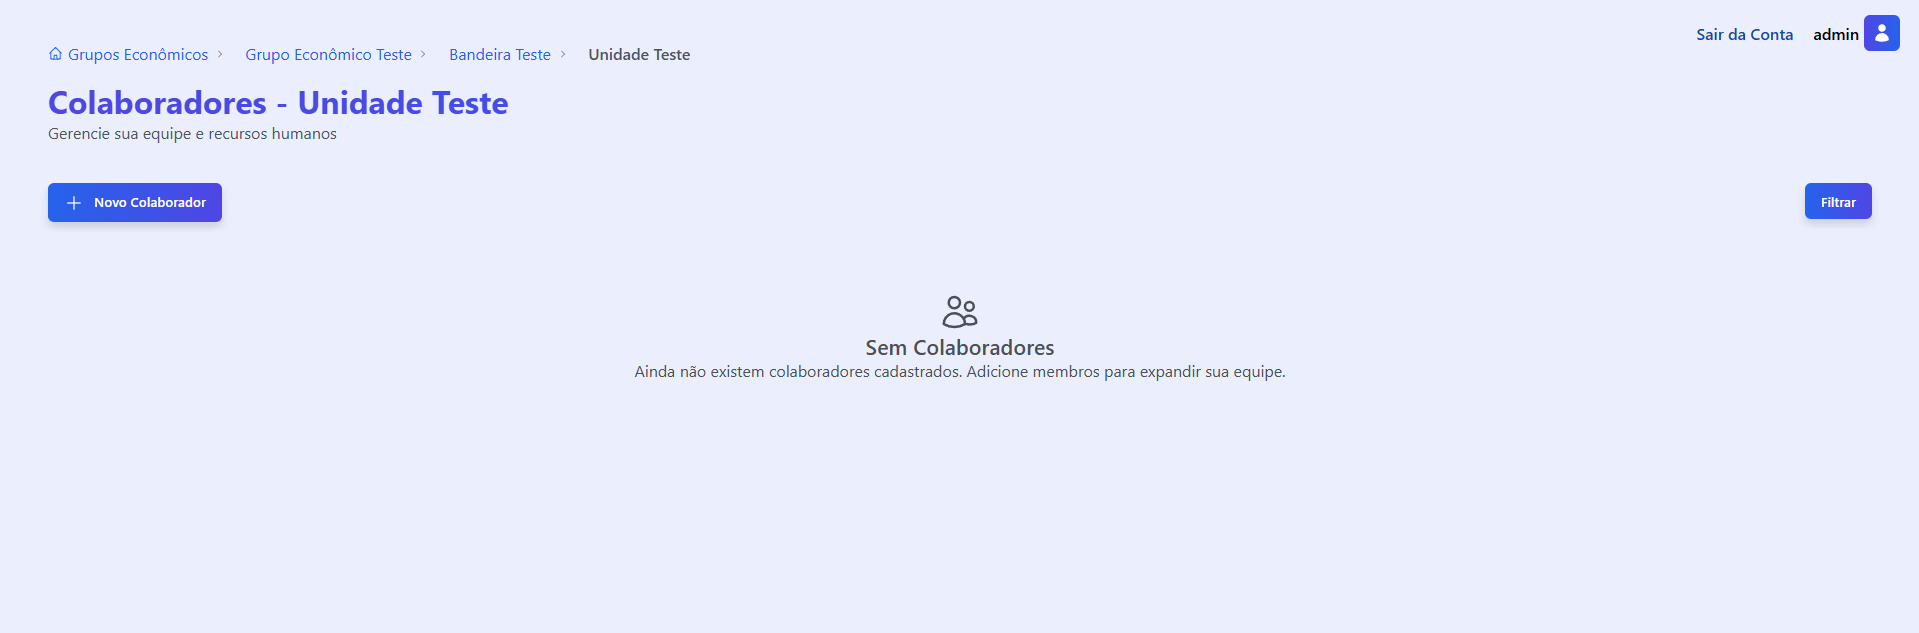 Sair da Conta admin
Grupos Econômicos > Grupo Econômico Teste > Bandeira Teste > Unidade Teste
Colaboradores - Unidade Teste
Gerencie sua equipe e recursos humanos
Novo Colaborador
Filtrar
Sem Colaboradores
Ainda não existem colaboradores cadastrados. Adicione membros para expandir sua equipe.